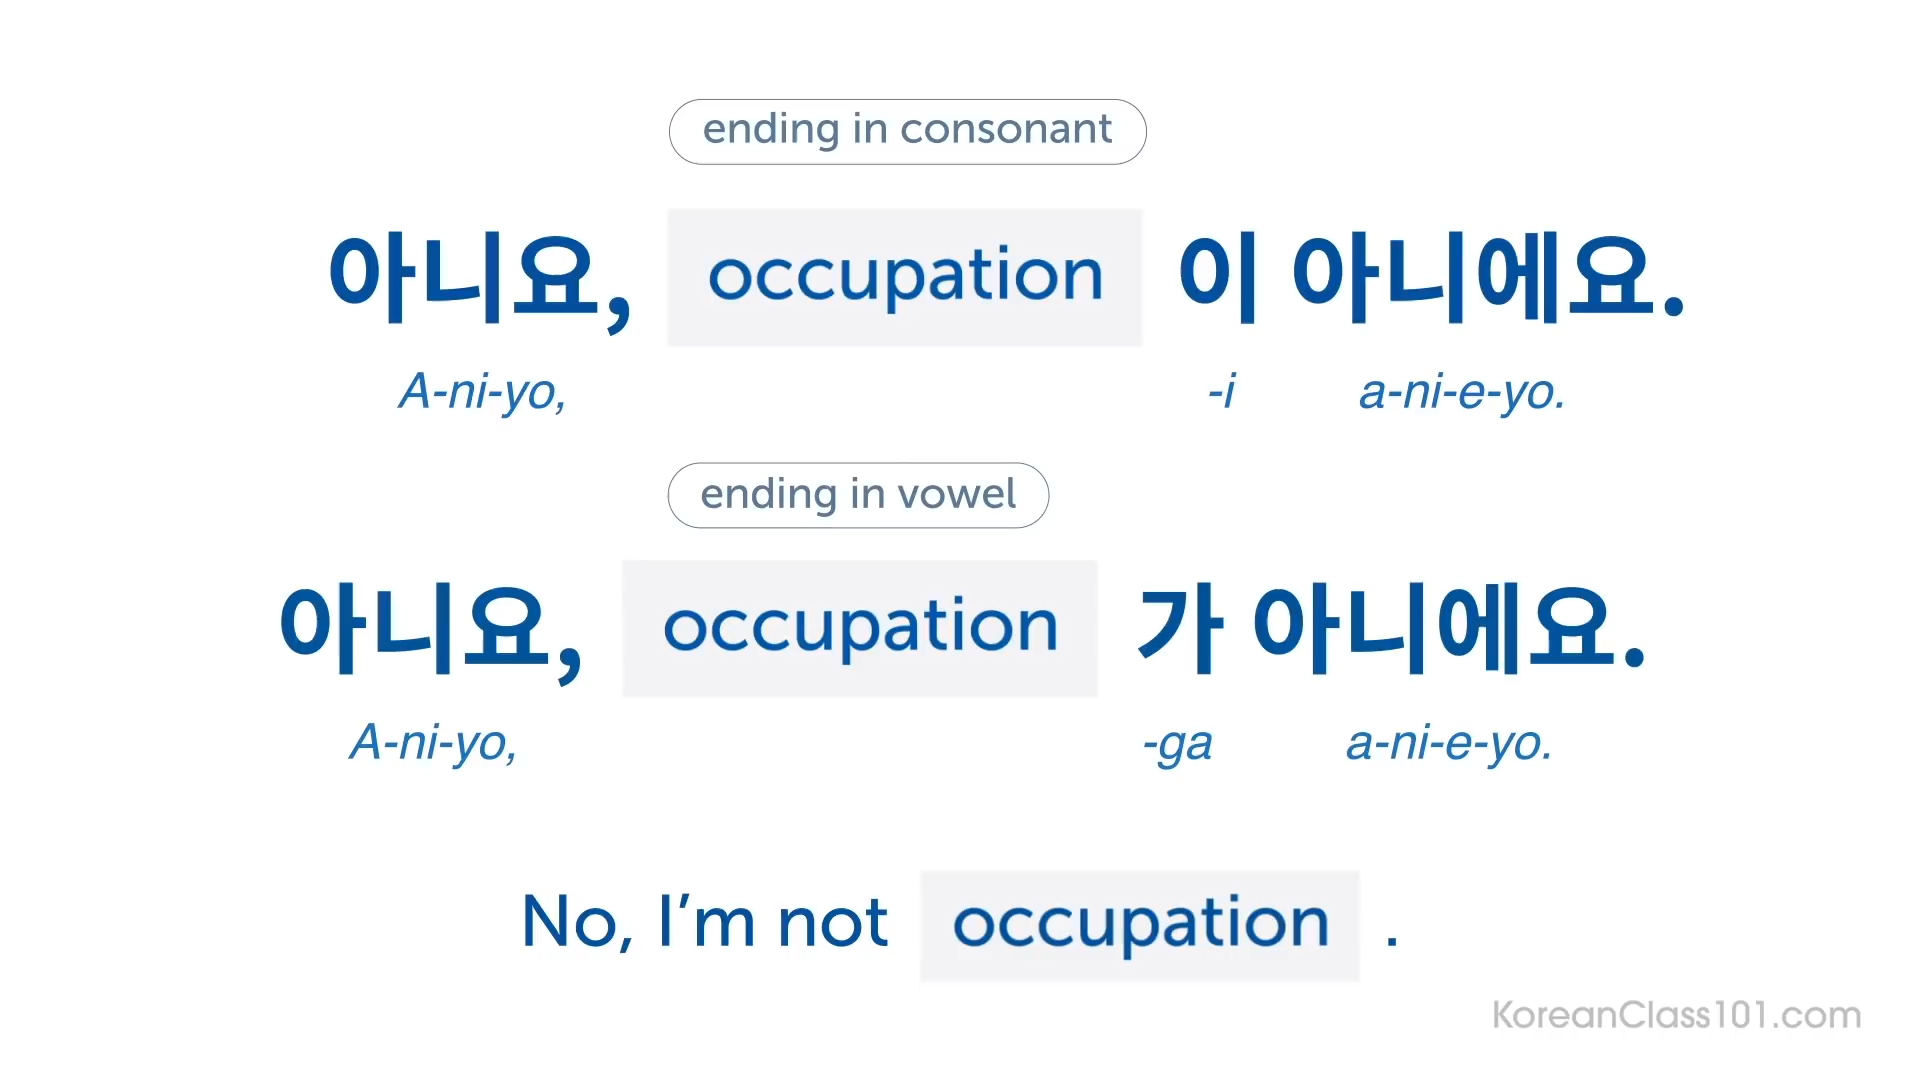 ending in consonant
아니요, occupation 이 아니에요.
A-ni-yo, -i a-ni-e-yo.
ending in vowel
아니요, occupation 가 아니에요.
A-ni-yo, -ga a-ni-e-yo.
No, I'm not occupation .
KoreanClass101.com